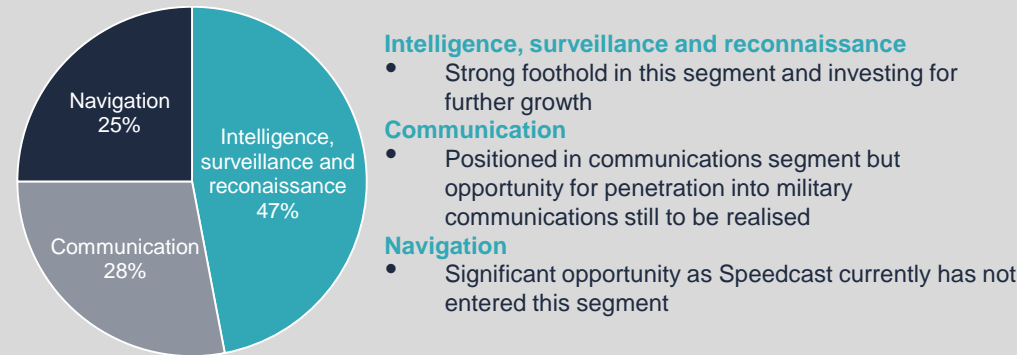 Navigation
25%
Intelligence,
surveillance and
reconaissance
47%
Communication
28%
Intelligence, surveillance and reconnaissance
• Strong foothold in this segment and investing for
further growth
Communication
• Positioned in communications segment but
opportunity for penetration into military
communications still to be realised
Navigation
• Significant opportunity as Speedcast currently has not
entered this segment